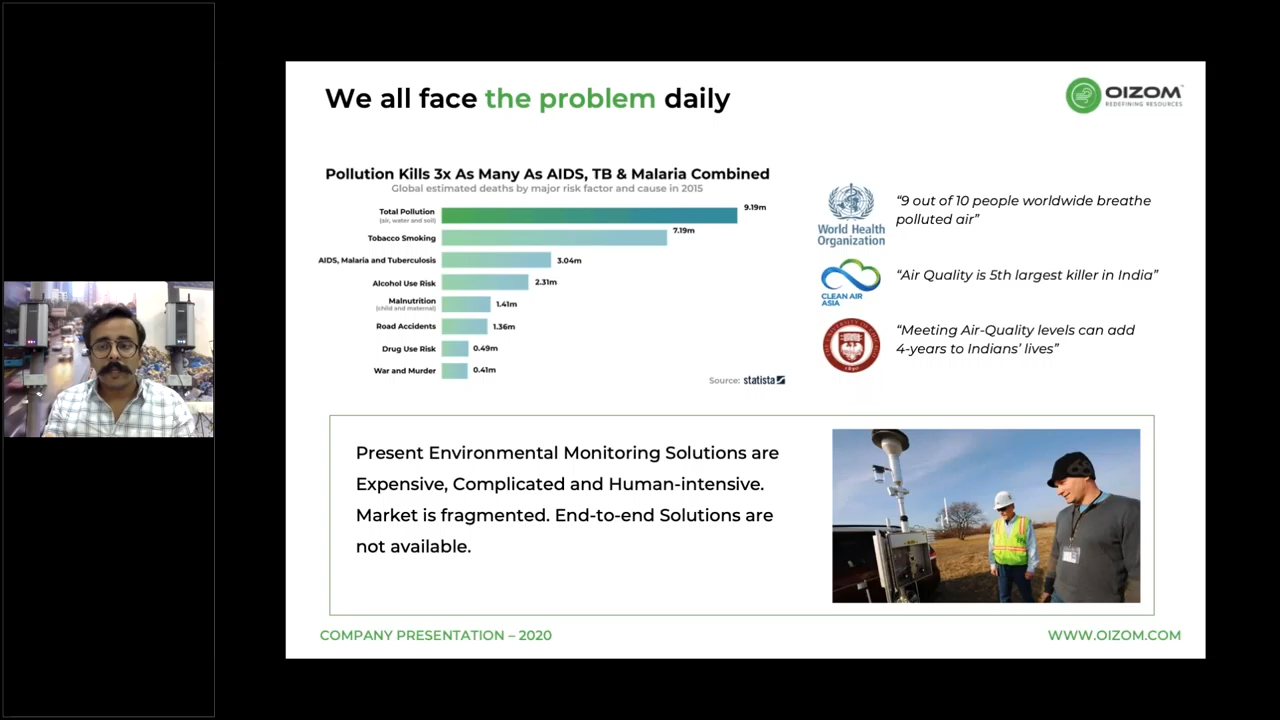 We all face the problem daily
OIZOM
REDEFINING RESOURCES
Pollution Kills 3x As Many As AIDS, TB & Malaria Combined
Global estimated deaths by major risk factor and cause in 2015
Total Pollution
(air, water and soil)
9.19m
Tobacco Smoking
7.19m
AIDS, Malaria and Tuberculosis
3.04m
Alcohol Use Risk
2.31m
Malnutrition
(child and maternal)
1.41m
Road Accidents
1.36m
Drug Use Risk
0.49m
War and Murder
0.41m
Source: statista
World Health
Organization
“9 out of 10 people worldwide breathe
polluted air”
CLEAN AIR
ASIA
“Air Quality is 5th largest killer in India”
“Meeting Air-Quality levels can add
4-years to Indians’ lives”
Present Environmental Monitoring Solutions are
Expensive, Complicated and Human-intensive.
Market is fragmented. End-to-end Solutions are
not available.
COMPANY PRESENTATION – 2020
WWW.OIZOM.COM